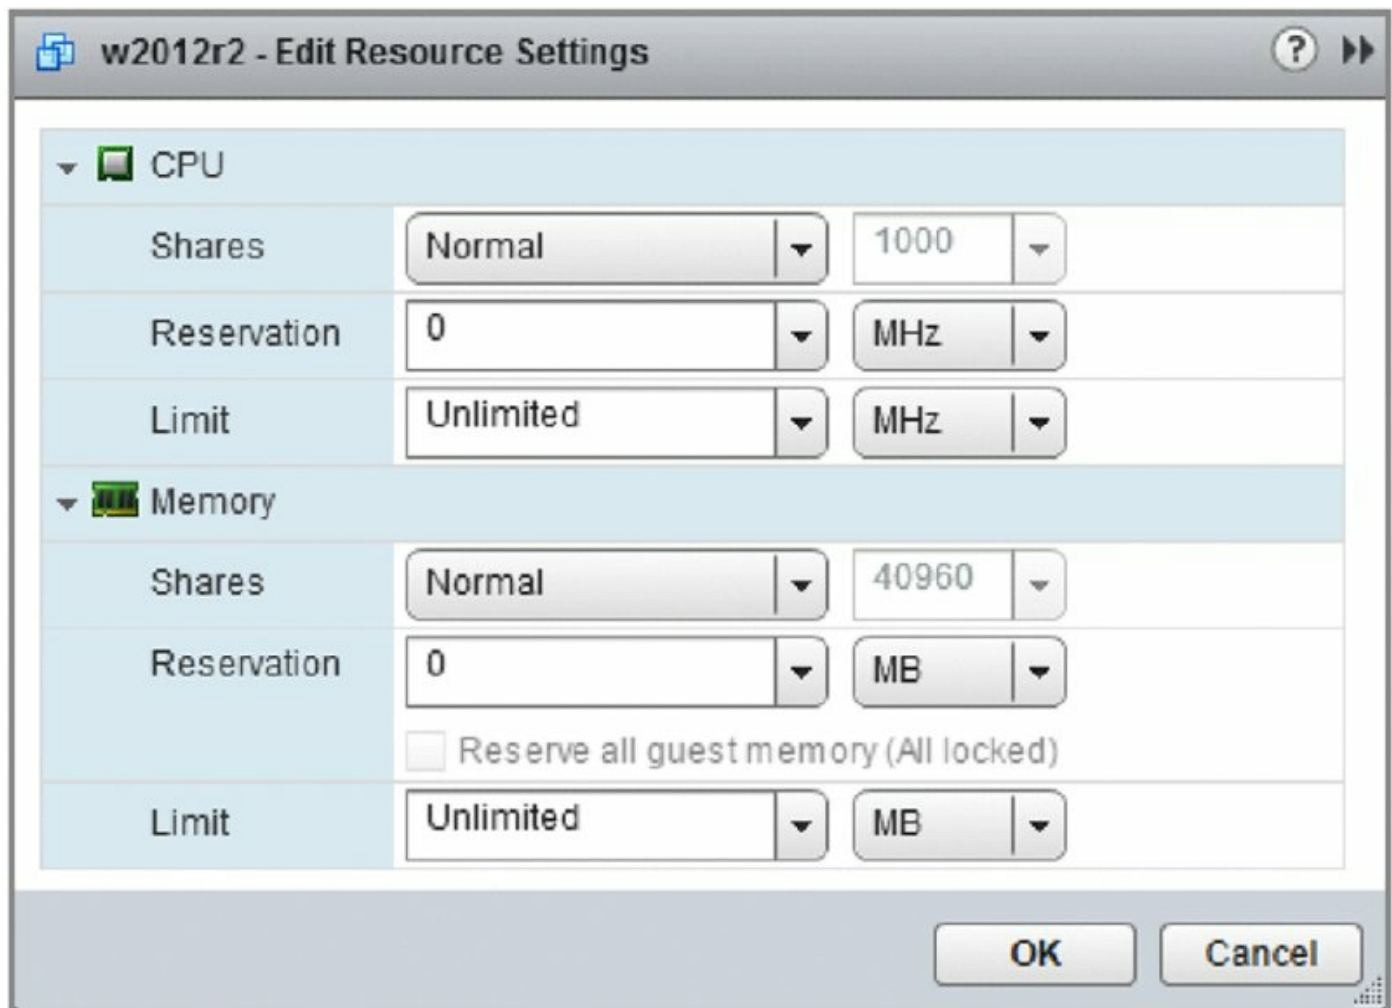 w2012r2 - Edit Resource Settings ?
CPU
Shares Normal 1000
Reservation 0 MHz
Limit Unlimited MHz
Memory
Shares Normal 40960
Reservation 0 MB
Reserve all guest memory (All locked)
Limit Unlimited MB
OK Cancel